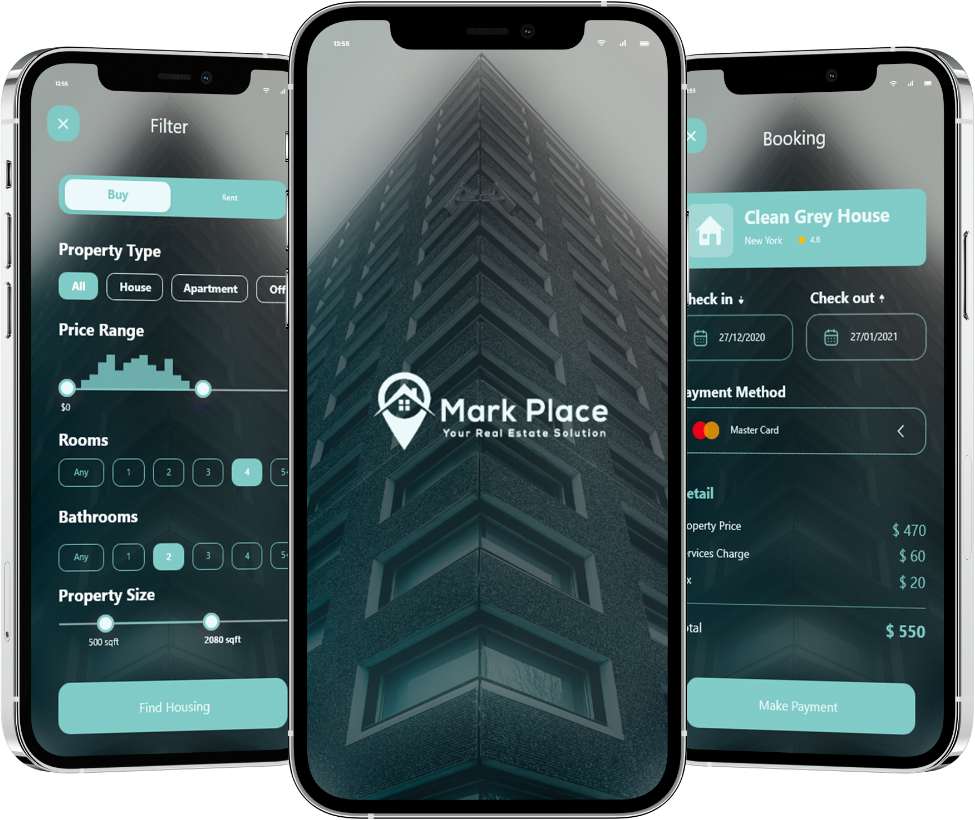 12:55
Filter
Buy
Rent
Property Type
All
House
Apartment
Off
Price Range
$0
Rooms
Any
1
2
3
4
5+
Bathrooms
Any
1
2
3
4
5+
Property Size
500 sqft
2080 sqft
Find Housing
12:55
Mark Place
Your Real Estate Solution
:55
Booking
Clean Grey House
New York
4.6
heck in
Check out
27/12/2020
27/01/2021
ayment Method
Master Card
etail
operty Price
$ 470
rvices Charge
$ 60
x
$ 20
otal
$ 550
Make Payment